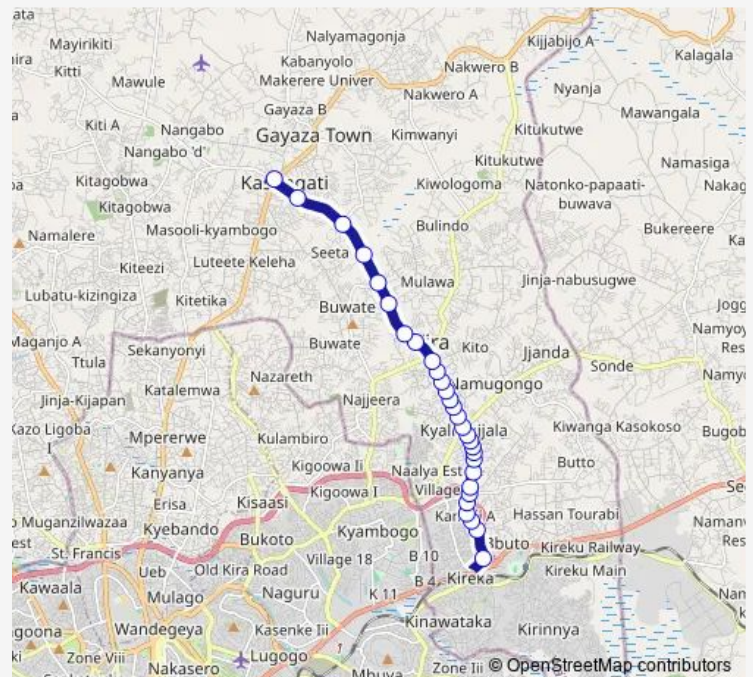 Mayirikiti
Nalyamagonja
Kijjabijo A
Kitti
Kabanyolo
Makerere Univer
Nakwero B
Kalagala
Mawule
Nakwero A
Nyanja
Gayaza B
Mawangala
Kiti A
Nangabo
Gayaza Town
Kimwanyi
Kitukutwe
Nangabo 'd'
Kitukutwe
Namasiga
Kitagobwa
Kiwologoma
Natonko-papaati-
buwava
Kitagobwa
Masooli-kyambogo
Bulindo
Bukereere
Namalere
Kiteezi
Luteete Keleha
Seeta
Mulawa
Jinja-nabusugwe
Lubatu-kizingiza
Kitetika
Buwate
Maganjo A
Sekanyonyi
Buwate
Kito
Jjanda
Ttula
Nazareth
Sonde
Jinja-Kijapan
Katalemwa
Najjeera
Namugongo
Kazo Ligoba
I
Mpererwe
Kulambiro
Kiwanga Kasokoso
Kanyanya
Kigoowa Ii
Naalya Est
Village
Butto
Erisa
Kisaasi
Kigoowa I
Hassan Tourabi
Muganzilwazaa
Kyebando
Kyambogo
St. Francis
Bukoto
Village 18
Kireku Railway
Ueb
Old Kira Road
B 10
Kireku Main
Kawaala
Mulago
Naguru
K 11
B 4
Kireka
Wandegeya
Kasenke Iii
Kinawataka
Kirinnya
Zone Viii
Lugogo
Nakasero
Mbuya
Zone Iii
© OpenStreetMap contributors